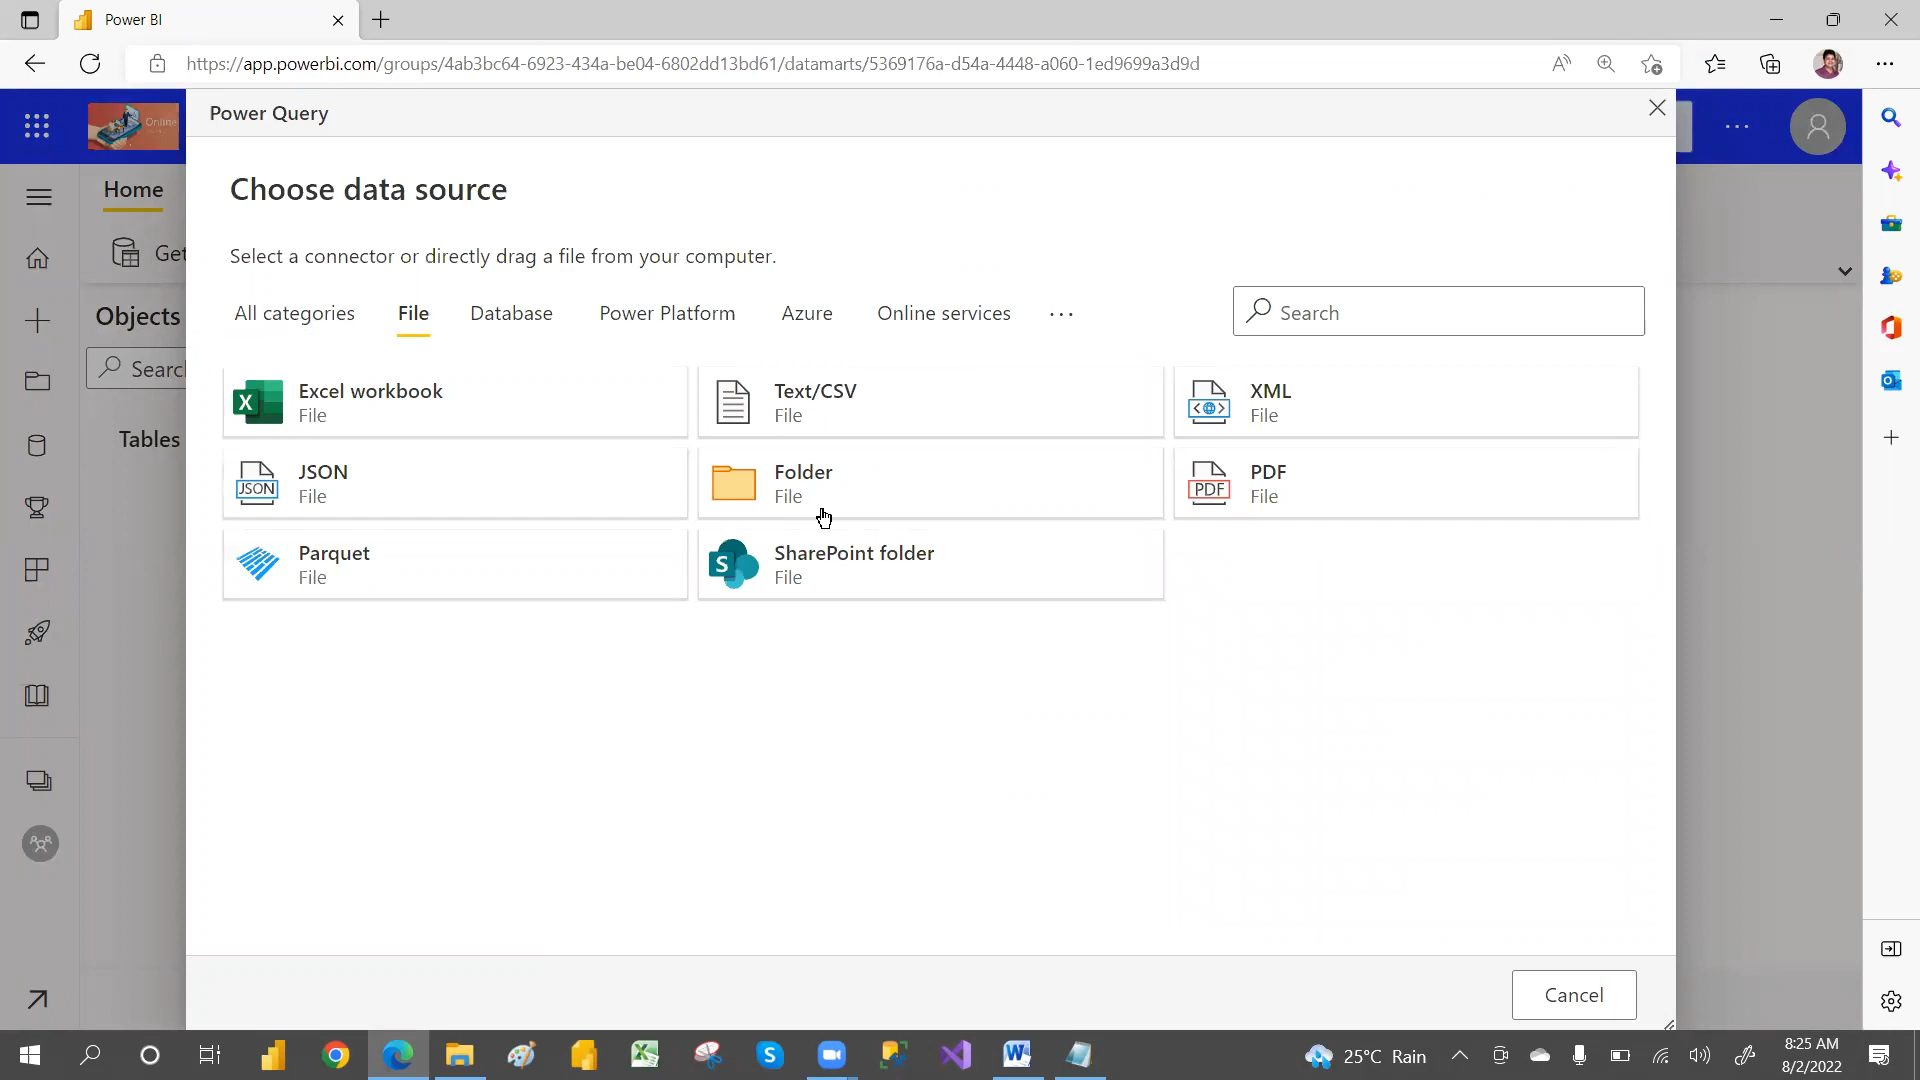 Power BI
https://app.powerbi.com/groups/4ab3bc64-6923-434a-be04-6802dd13bd61/datamarts/5369176a-d54a-4448-a060-1ed9699a3d9d
Power Query
Online
Home
Get
Objects
Search
Tables
Choose data source
Select a connector or directly drag a file from your computer.
All categories File Database Power Platform Azure Online services ...
Search
Excel workbook
File
Text/CSV
File
XML
File
JSON
JSON
File
Folder
File
PDF
PDF
File
Parquet
File
SharePoint folder
File
Cancel
25°C Rain
8:25 AM
8/2/2022